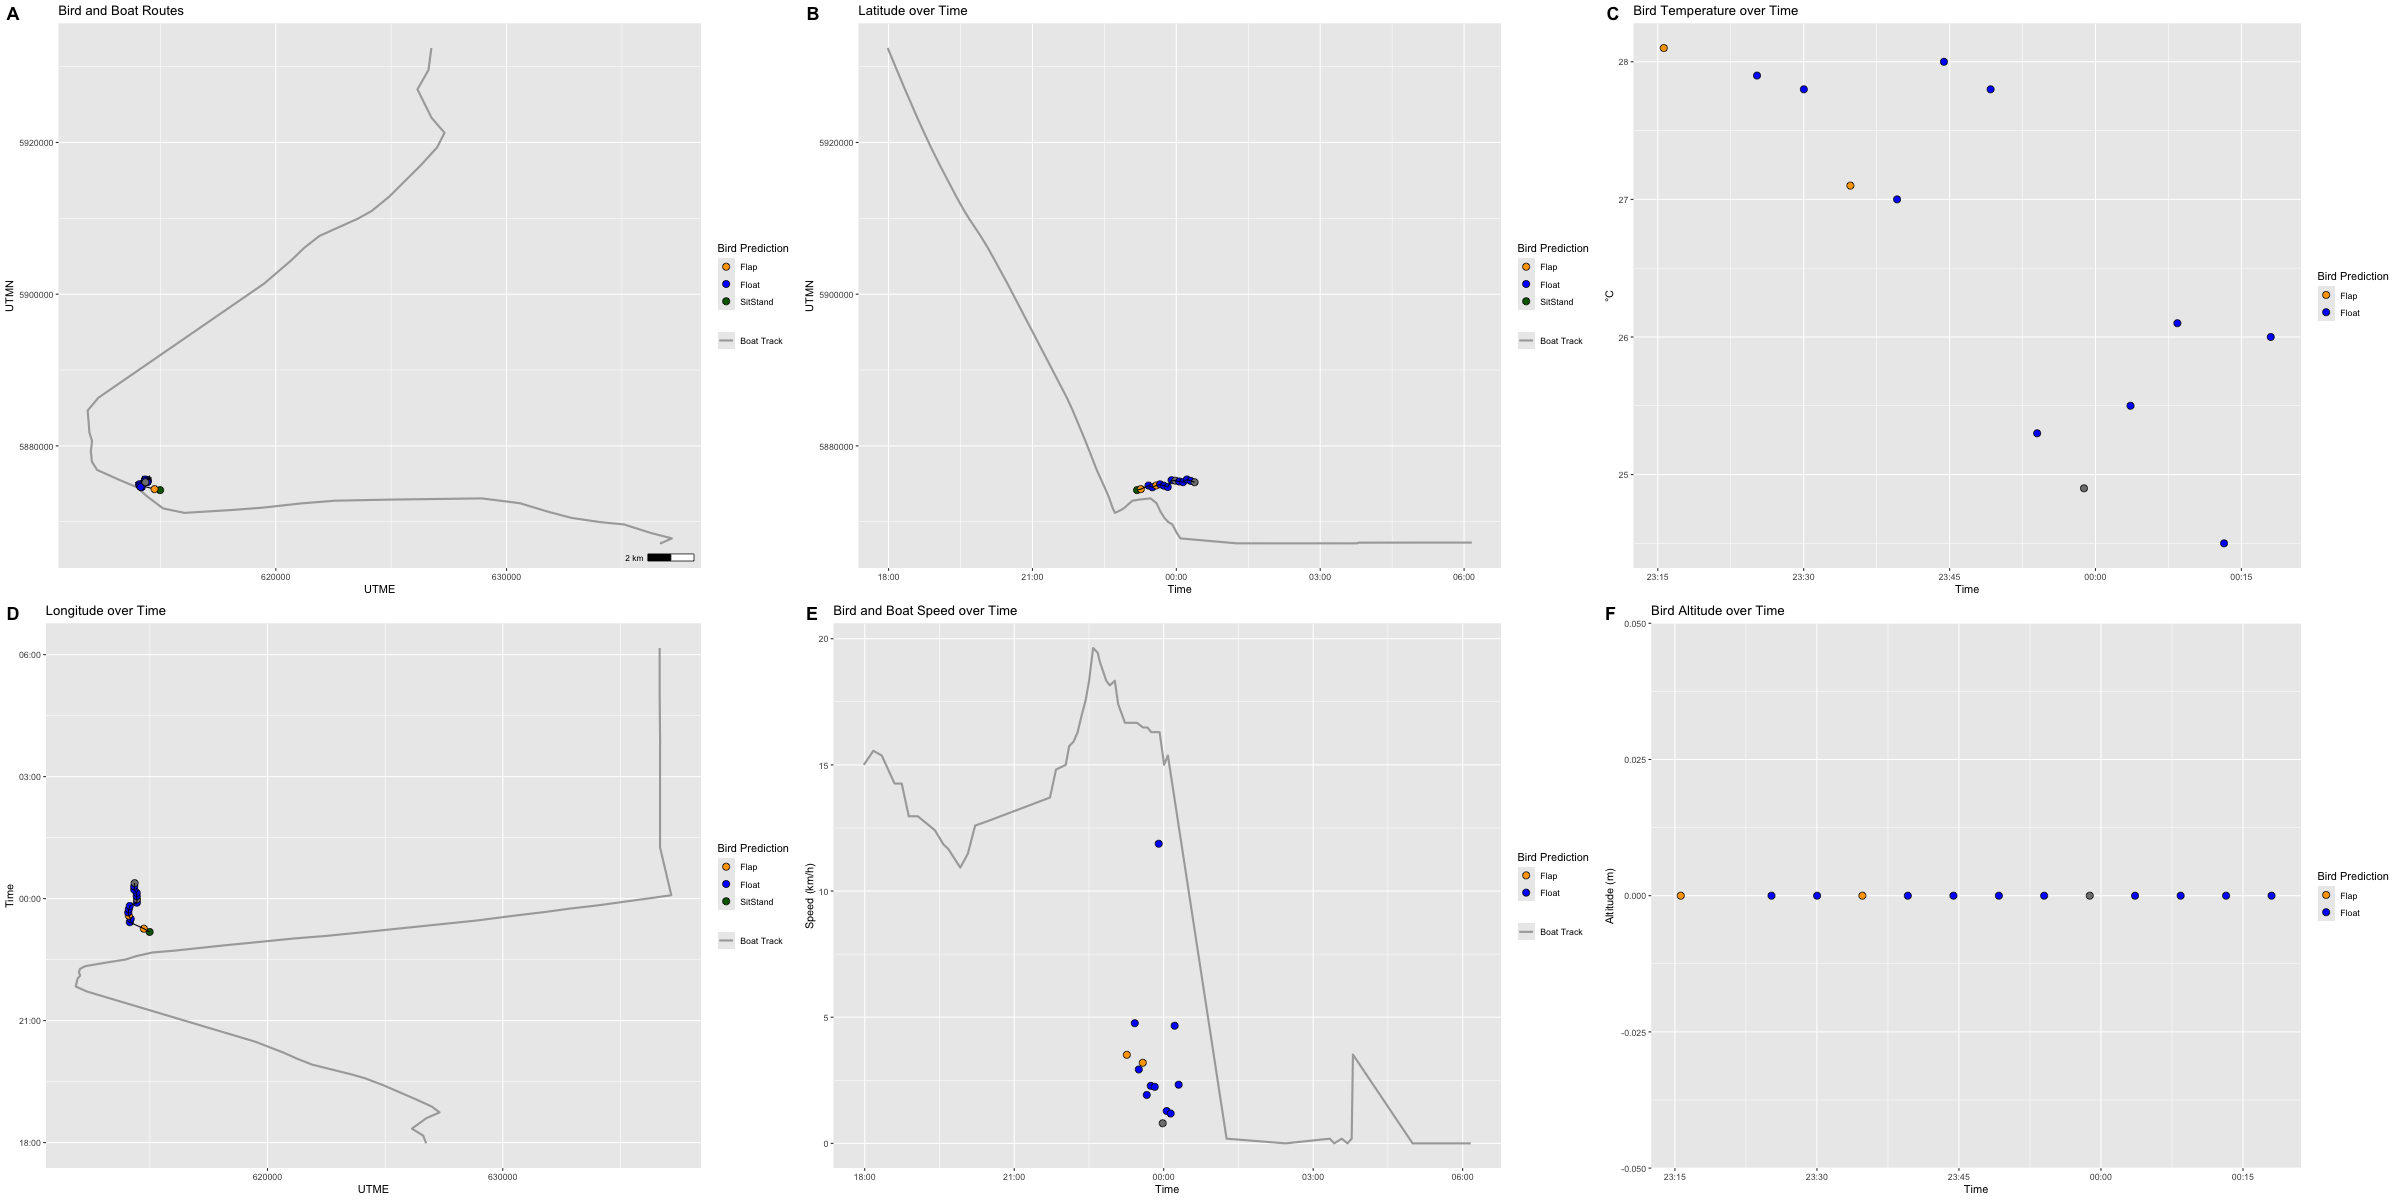 A Bird and Boat Routes
5920000
5900000
5880000
UTMN
620000
630000
UTME
2 km
Bird Prediction
Flap
Float
SitStand
Boat Track
B Latitude over Time
5920000
5900000
5880000
UTMN
18:00
21:00
00:00
03:00
06:00
Time
Bird Prediction
Flap
Float
SitStand
Boat Track
C Bird Temperature over Time
28
27
26
25
°C
23:15
23:30
23:45
00:00
00:15
Time
Bird Prediction
Flap
Float
D Longitude over Time
06:00
03:00
00:00
21:00
18:00
Time
620000
630000
UTME
Bird Prediction
Flap
Float
SitStand
Boat Track
E Bird and Boat Speed over Time
20
15
10
5
0
Speed (km/h)
18:00
21:00
00:00
03:00
06:00
Time
Bird Prediction
Flap
Float
Boat Track
F Bird Altitude over Time
0.050
0.025
0.000
-0.025
-0.050
Altitude (m)
23:15
23:30
23:45
00:00
00:15
Time
Bird Prediction
Flap
Float